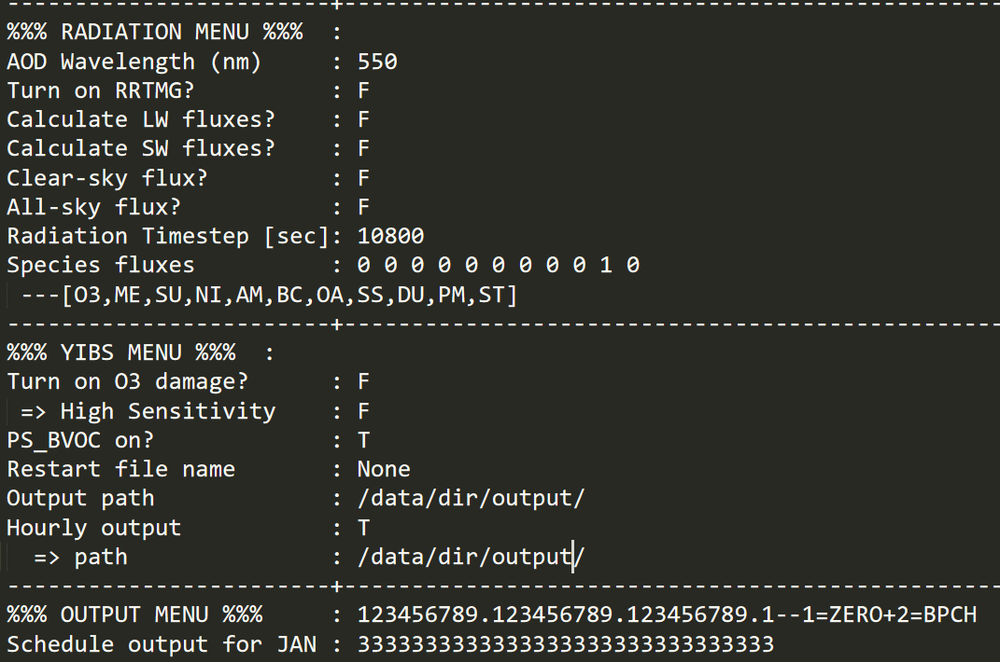 ------------------------+-------------------------------------------------
%%% RADIATION MENU %%%  :
AOD Wavelength (nm)     : 550
Turn on RRTMG?          : F
Calculate LW fluxes?    : F
Calculate SW fluxes?    : F
Clear-sky flux?         : F
All-sky flux?           : F
Radiation Timestep [sec]: 10800
Species fluxes          : 0 0 0 0 0 0 0 0 0 1 0
 ---[O3,ME,SU,NI,AM,BC,OA,SS,DU,PM,ST]
------------------------+-------------------------------------------------
%%% YIBS MENU %%%  :
Turn on O3 damage?      : F
 => High Sensitivity    : F
PS_BVOC on?             : T
Restart file name       : None
Output path             : /data/dir/output/
Hourly output           : T
  => path               : /data/dir/output/
------------------------+-------------------------------------------------
%%% OUTPUT MENU %%%     : 123456789.123456789.123456789.1--1=ZERO+2=BPCH
Schedule output for JAN : 3333333333333333333333333333333